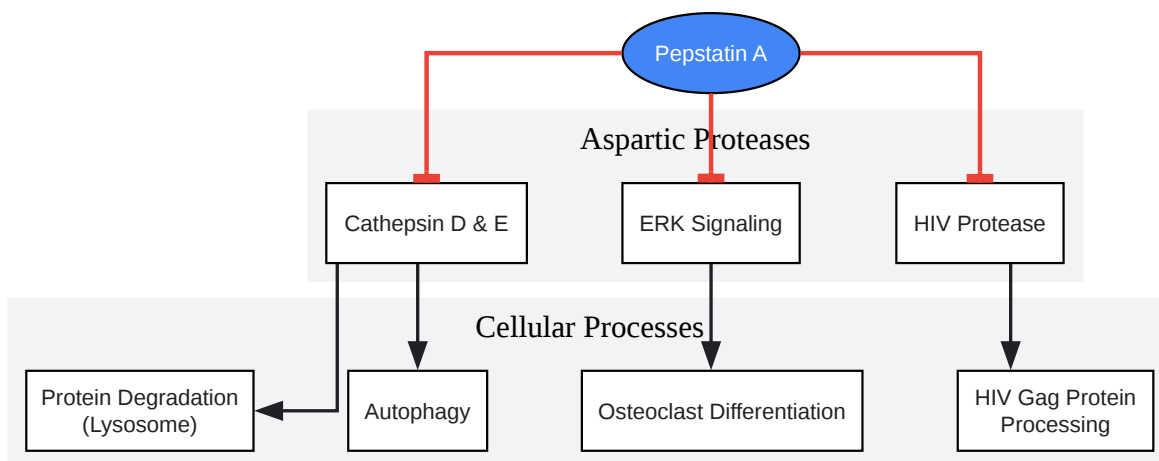 Pepstatin A
Aspartic Proteases
Cathepsin D & E
ERK Signaling
HIV Protease
Cellular Processes
Protein Degradation
(Lysosome)
Autophagy
Osteoclast Differentiation
HIV Gag Protein
Processing